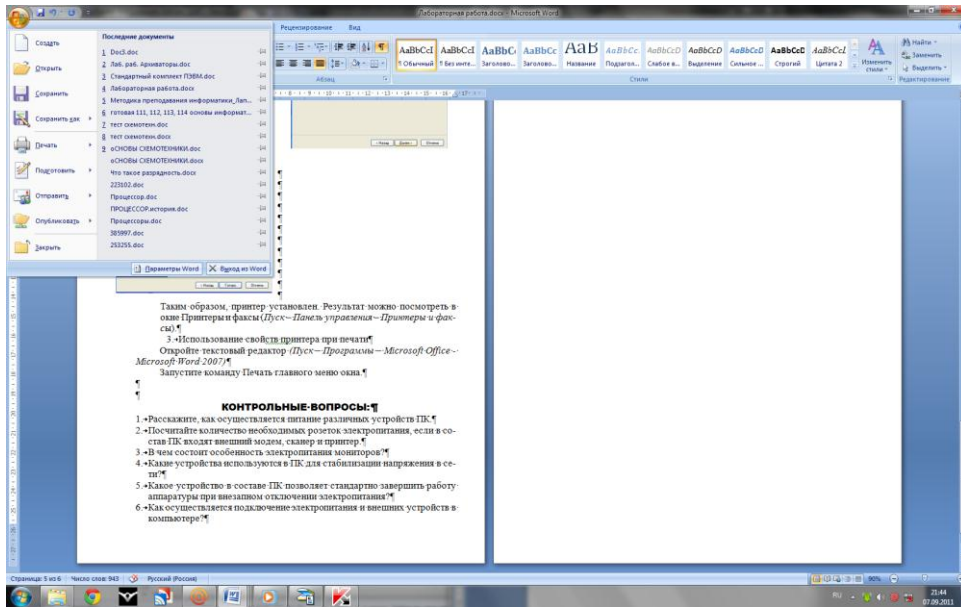 Лабораторная работа.docx - Microsoft Word
Рецензирование Вид
Создать
Открыть
Сохранить
Сохранить как
Печать
Подготовить
Отправить
Опубликовать
Закрыть
Последние документы
1 Doc3.doc
2 Лаб. раб. Архиваторы.doc
3 Стандартный комплект ПЭВМ.doc
4 Лабораторная работа.docx
5 Методика преподавания информатики_Лап...
6 готовая 111, 112, 113, 114 основы информат...
7 тест схемотехн.doc
8 тест схемотехн.docx
9 оСНОВЫ СХЕМОТЕХНИКИ.doc
оСНОВЫ СХЕМОТЕХНИКИ.docx
Что такое разрядность.docx
223102.doc
Процессор.doc
ПРОЦЕССОР.история.doc
Процессоры.doc
385997.doc
253255.doc
Параметры Word
Выход из Word
AaBbCcI AaBbCcI AaBbC AaBbCc AaB AaBbCc. AaBbCcD AaBbCcD AaBbCcD AaBbCcD AaBbCcI
¶ Обычный ¶ Без инте... Заголово... Заголово... Название Подзагол... Слабое в... Выделение Сильное ... Строгий Цитата 2
Изменить стили
Найти
Заменить
Выделить
Абзац
Стили
Редактирование
Таким образом, принтер установлен. Результат можно посмотреть в
окне Принтеры и факсы (Пуск – Панель управления – Принтеры и фак-
сы).¶
3. Использование свойств принтера при печати¶
Откройте текстовый редактор (Пуск – Программы – Microsoft Office -
Microsoft Word 2007)¶
Запустите команду Печать главного меню окна.¶
КОНТРОЛЬНЫЕ ВОПРОСЫ:¶
1. Расскажите, как осуществляется питание различных устройств ПК.¶
2. Посчитайте количество необходимых розеток электропитания, если в со-
став ПК входят внешний модем, сканер и принтер.¶
3. В чем состоит особенность электропитания мониторов?¶
4. Какие устройства используются в ПК для стабилизации напряжения в се-
ти?¶
5. Какое устройство в составе ПК позволяет стандартно завершить работу
аппаратуры при внезапном отключении электропитания?¶
6. Как осуществляется подключение электропитания и внешних устройств в
компьютере?¶
Страница: 5 из 6 Число слов: 943 Русский (Россия)
90%
RU
21:44
07.09.2011